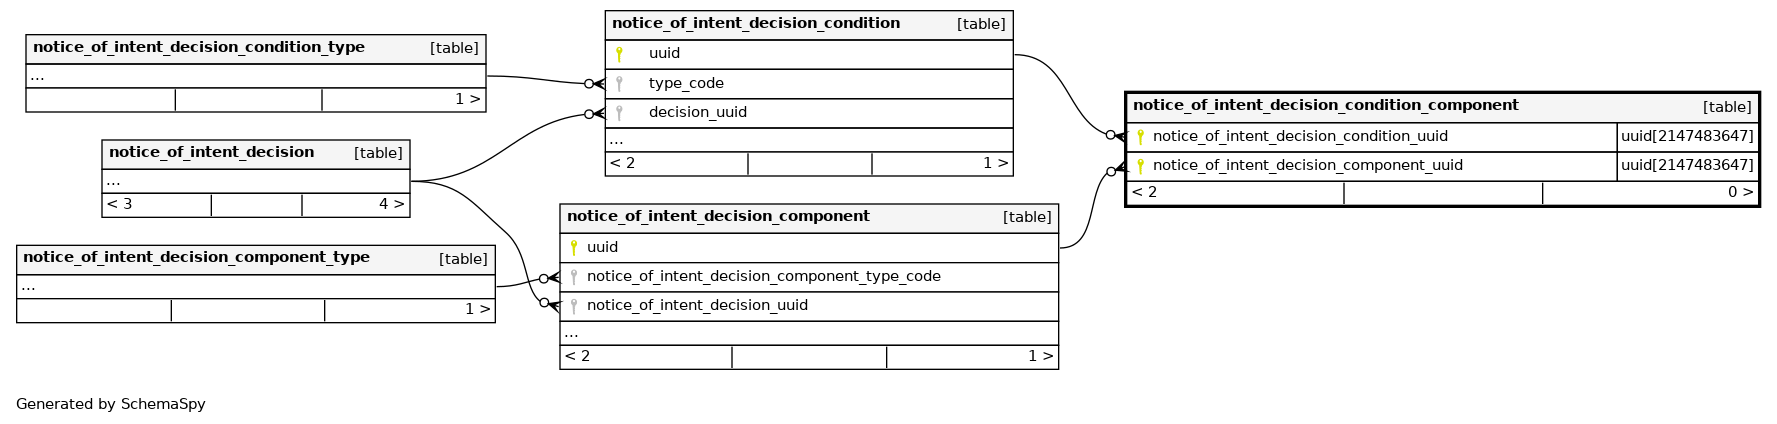 notice_of_intent_decision_condition_type [table]
...
1 >
notice_of_intent_decision [table]
...
< 3 4 >
notice_of_intent_decision_component_type [table]
...
1 >
notice_of_intent_decision_condition [table]
uuid
type_code
decision_uuid
...
< 2 1 >
notice_of_intent_decision_component [table]
uuid
notice_of_intent_decision_component_type_code
notice_of_intent_decision_uuid
...
< 2 1 >
notice_of_intent_decision_condition_component [table]
notice_of_intent_decision_condition_uuid uuid[2147483647]
notice_of_intent_decision_component_uuid uuid[2147483647]
< 2 0 >
Generated by SchemaSpy